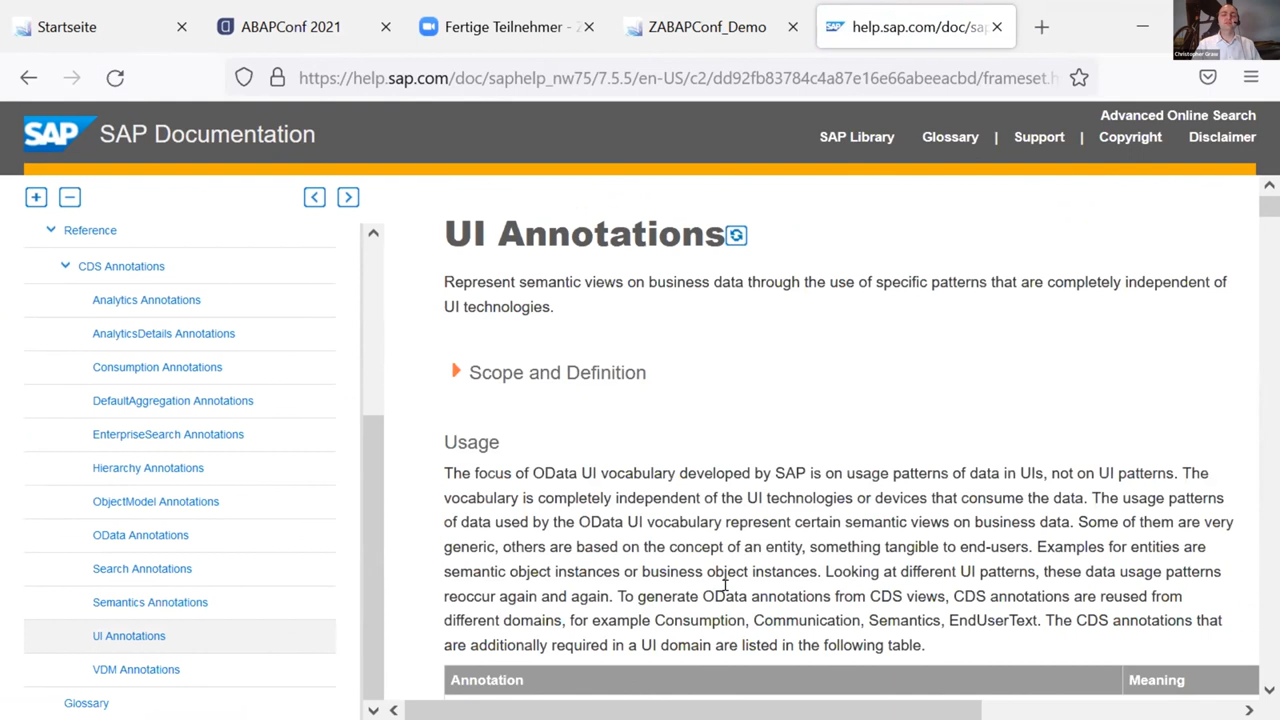 Startseite
ABAPConf 2021
Fertige Teilnehmer - Z
ZABAPConf_Demo
help.sap.com/doc/sap
Christopher Grass
https://help.sap.com/doc/saphelp_nw75/7.5.5/en-US/c2/dd92fb83784c4a87e16e66abeeacbd/frameset.h
SAP
SAP Documentation
Advanced Online Search
SAP Library Glossary | Support | Copyright Disclaimer
Reference
CDS Annotations
Analytics Annotations
AnalyticsDetails Annotations
Consumption Annotations
DefaultAggregation Annotations
EnterpriseSearch Annotations
Hierarchy Annotations
ObjectModel Annotations
OData Annotations
Search Annotations
Semantics Annotations
UI Annotations
VDM Annotations
Glossary
UI Annotations
Represent semantic views on business data through the use of specific patterns that are completely independent of
UI technologies.
Scope and Definition
Usage
The focus of OData UI vocabulary developed by SAP is on usage patterns of data in UIs, not on UI patterns. The
vocabulary is completely independent of the UI technologies or devices that consume the data. The usage patterns
of data used by the OData UI vocabulary represent certain semantic views on business data. Some of them are very
generic, others are based on the concept of an entity, something tangible to end-users. Examples for entities are
semantic object instances or business object instances. Looking at different UI patterns, these data usage patterns
reoccur again and again. To generate OData annotations from CDS views, CDS annotations are reused from
different domains, for example Consumption, Communication, Semantics, EndUserText. The CDS annotations that
are additionally required in a UI domain are listed in the following table.
Annotation Meaning